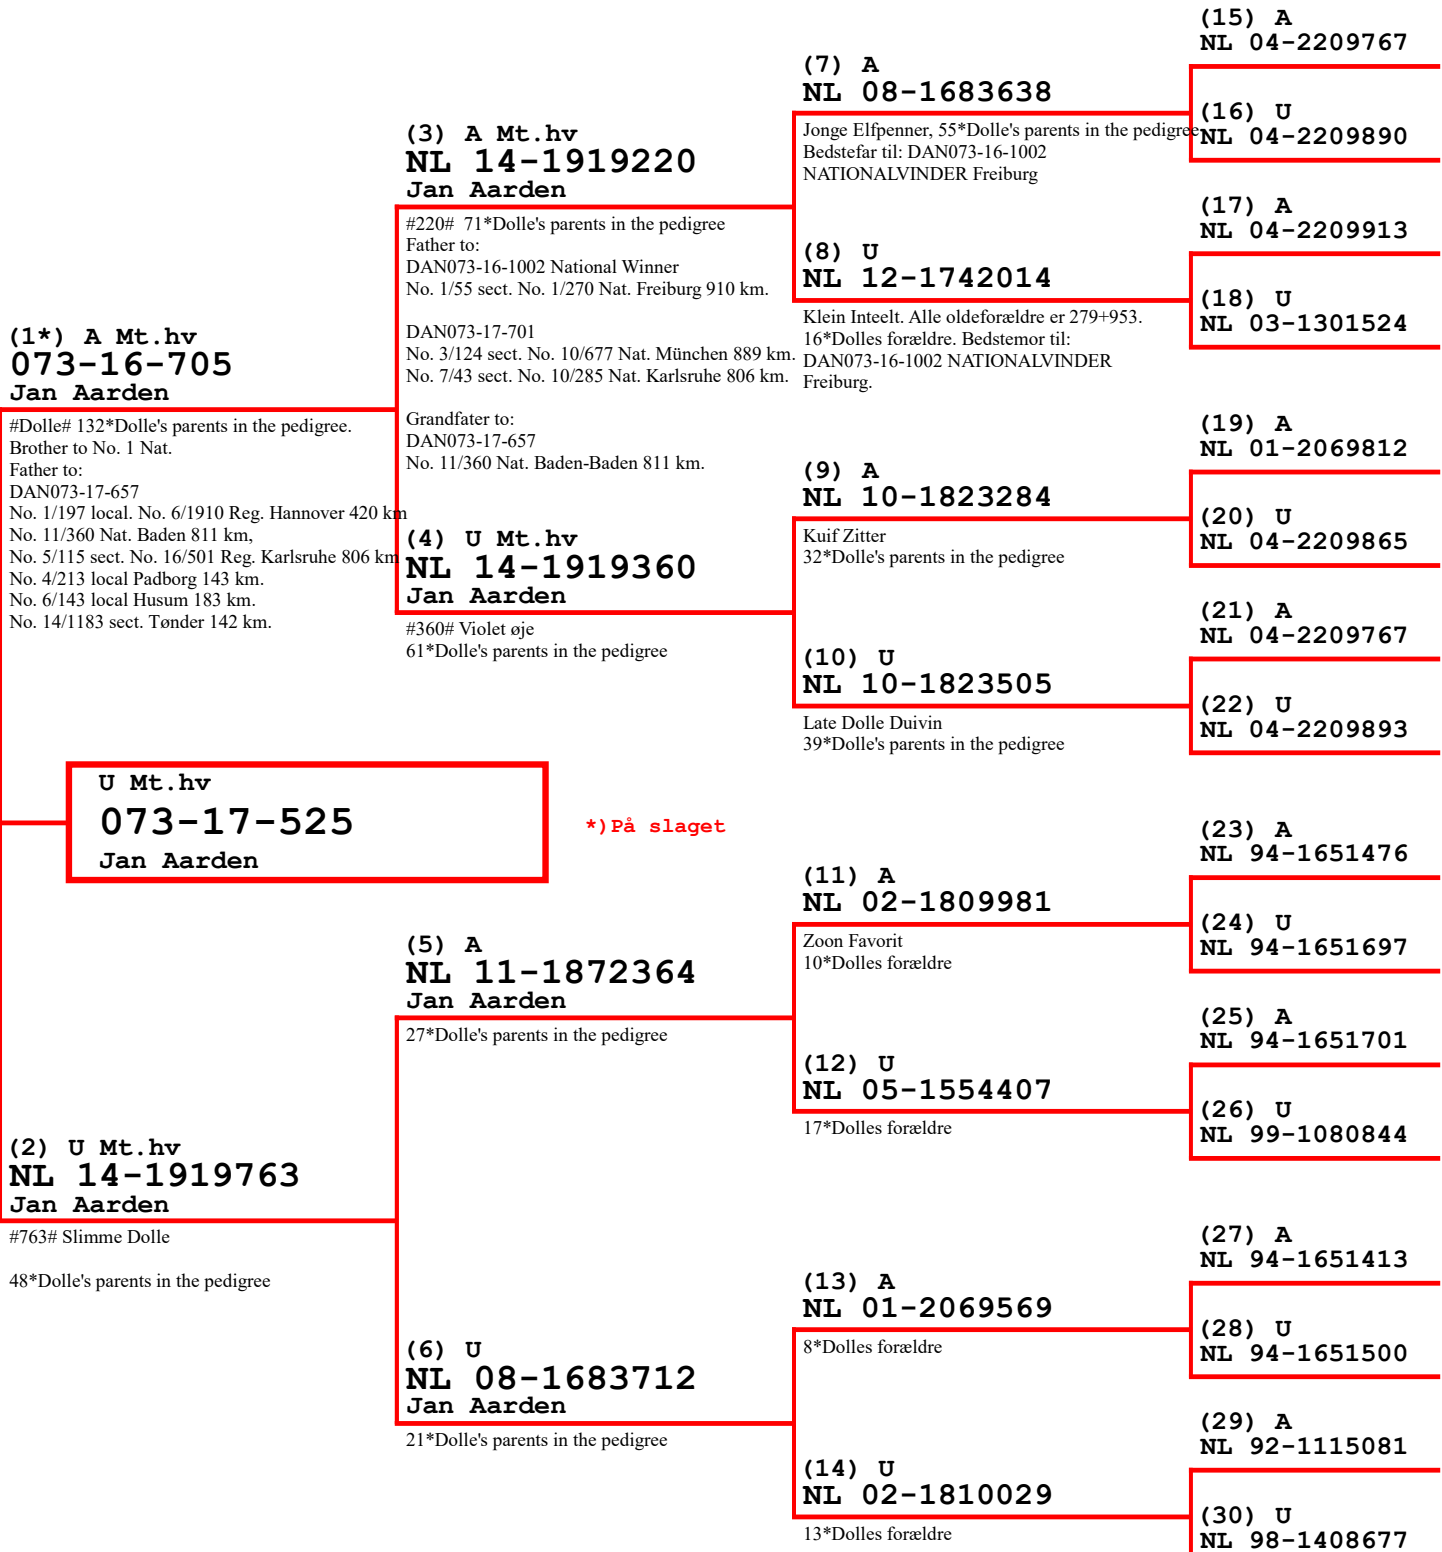 (1*) A Mt.hv
073-16-705
Jan Aarden
#Dolle# 132*Dolle's parents in the pedigree.
Brother to No. 1 Nat.
Father to:
DAN073-17-657
No. 1/197 local. No. 6/1910 Reg. Hannover 420 km
No. 11/360 Nat. Baden 811 km,
No. 5/115 sect. No. 16/501 Reg. Karlsruhe 806 km
No. 4/213 local Padborg 143 km.
No. 6/143 local Husum 183 km.
No. 14/1183 sect. Tønder 142 km.
U Mt.hv
073-17-525
Jan Aarden
*)På slaget
(2) U Mt.hv
NL 14-1919763
Jan Aarden
#763# Slimme Dolle
48*Dolle's parents in the pedigree
(3) A Mt.hv
NL 14-1919220
Jan Aarden
#220# 71*Dolle's parents in the pedigree
Father to:
DAN073-16-1002 National Winner
No. 1/55 sect. No. 1/270 Nat. Freiburg 910 km.
DAN073-17-701
No. 3/124 sect. No. 10/677 Nat. München 889 km.
No. 7/43 sect. No. 10/285 Nat. Karlsruhe 806 km.
Grandfater to:
DAN073-17-657
No. 11/360 Nat. Baden-Baden 811 km.
(4) U Mt.hv
NL 14-1919360
Jan Aarden
#360# Violet øje
61*Dolle's parents in the pedigree
(5) A
NL 11-1872364
Jan Aarden
27*Dolle's parents in the pedigree
(6) U
NL 08-1683712
Jan Aarden
21*Dolle's parents in the pedigree
(7) A
NL 08-1683638
Jonge Elfpenner, 55*Dolle's parents in the pedigree
Bedstefar til: DAN073-16-1002
NATIONALVINDER Freiburg
(8) U
NL 12-1742014
Klein Inteelt. Alle oldeforældre er 279+953.
16*Dolles forældre. Bedstemor til:
DAN073-16-1002 NATIONALVINDER
Freiburg.
(9) A
NL 10-1823284
Kuif Zitter
32*Dolle's parents in the pedigree
(10) U
NL 10-1823505
Late Dolle Duivin
39*Dolle's parents in the pedigree
(11) A
NL 02-1809981
Zoon Favorit
10*Dolles forældre
(12) U
NL 05-1554407
17*Dolles forældre
(13) A
NL 01-2069569
8*Dolles forældre
(14) U
NL 02-1810029
13*Dolles forældre
(15) A
NL 04-2209767
(16) U
NL 04-2209890
(17) A
NL 04-2209913
(18) U
NL 03-1301524
(19) A
NL 01-2069812
(20) U
NL 04-2209865
(21) A
NL 04-2209767
(22) U
NL 04-2209893
(23) A
NL 94-1651476
(24) U
NL 94-1651697
(25) A
NL 94-1651701
(26) U
NL 99-1080844
(27) A
NL 94-1651413
(28) U
NL 94-1651500
(29) A
NL 92-1115081
(30) U
NL 98-1408677